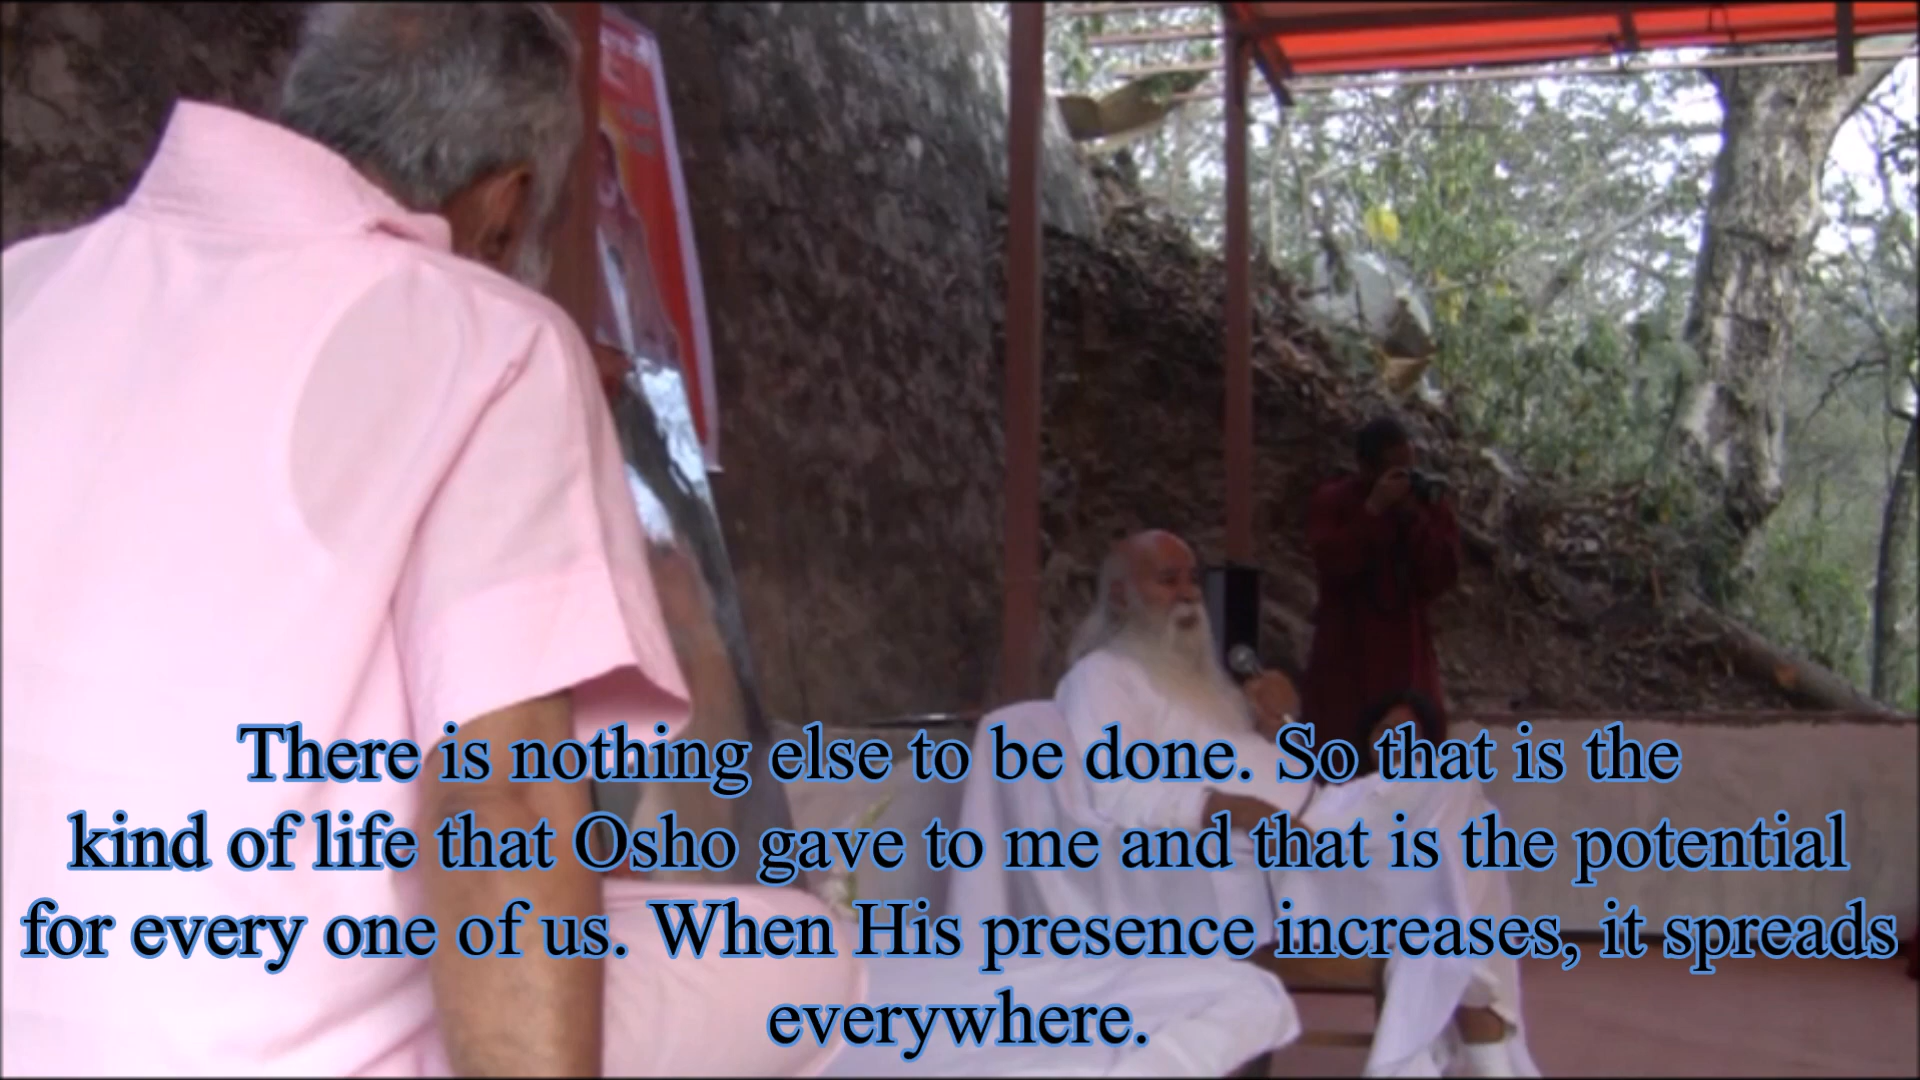 There is nothing else to be done. So that is the
kind of life that Osho gave to me and that is the potential
for every one of us. When His presence increases, it spreads
everywhere.